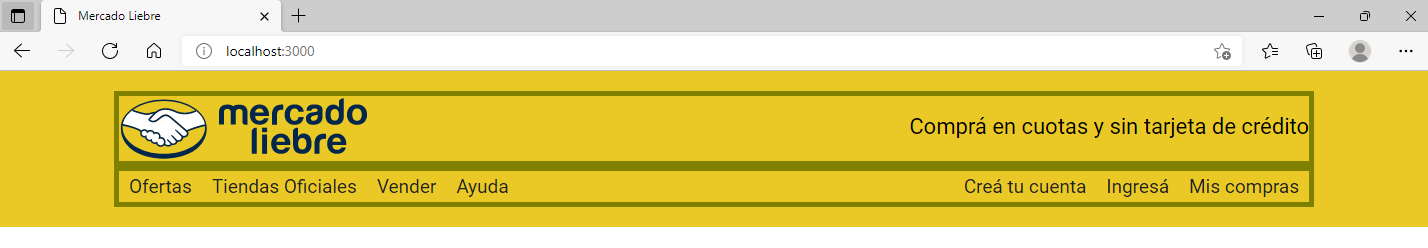 Mercado Liebre
localhost:3000
mercado
liebre
Comprá en cuotas y sin tarjeta de crédito
Ofertas Tiendas Oficiales Vender Ayuda Creá tu cuenta Ingresá Mis compras